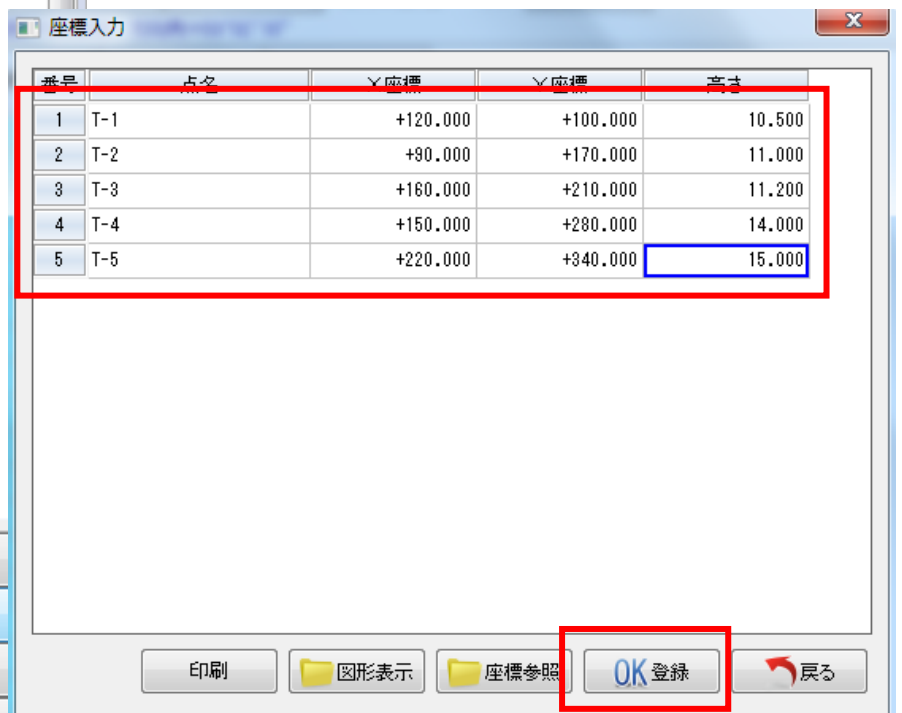 座標入力
番号 点名 X座標 Y座標 高さ
1 T-1 +120.000 +100.000 10.500
2 T-2 +90.000 +170.000 11.000
3 T-3 +160.000 +210.000 11.200
4 T-4 +150.000 +280.000 14.000
5 T-5 +220.000 +340.000 15.000
印刷 図形表示 座標参照 OK 登録 戻る